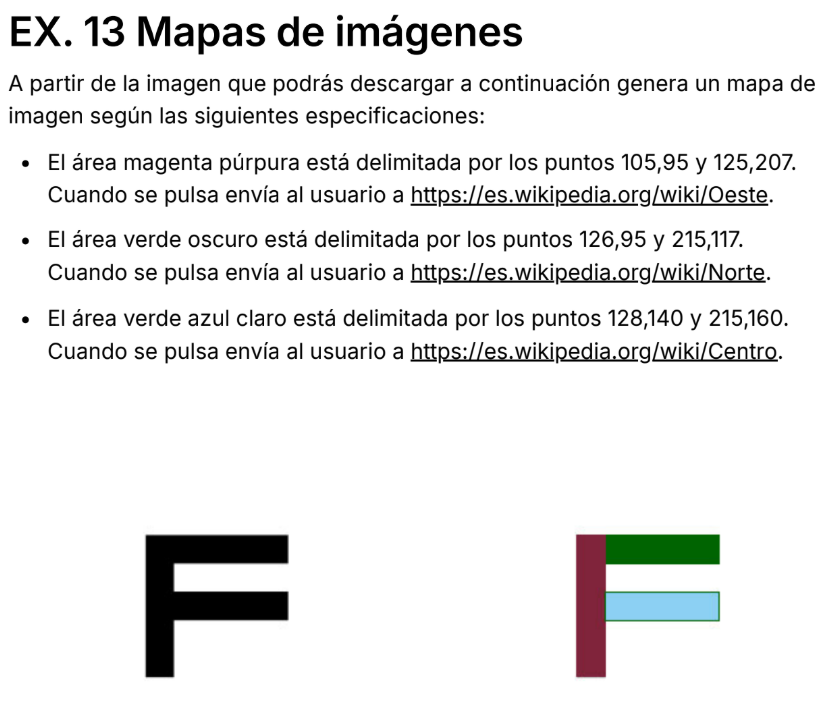 EX. 13 Mapas de imágenes
A partir de la imagen que podrás descargar a continuación genera un mapa de
imagen según las siguientes especificaciones:
• El área magenta púrpura está delimitada por los puntos 105,95 y 125,207.
Cuando se pulsa envía al usuario a https://es.wikipedia.org/wiki/Oeste.
• El área verde oscuro está delimitada por los puntos 126,95 y 215,117.
Cuando se pulsa envía al usuario a https://es.wikipedia.org/wiki/Norte.
• El área verde azul claro está delimitada por los puntos 128,140 y 215,160.
Cuando se pulsa envía al usuario a https://es.wikipedia.org/wiki/Centro.
F F